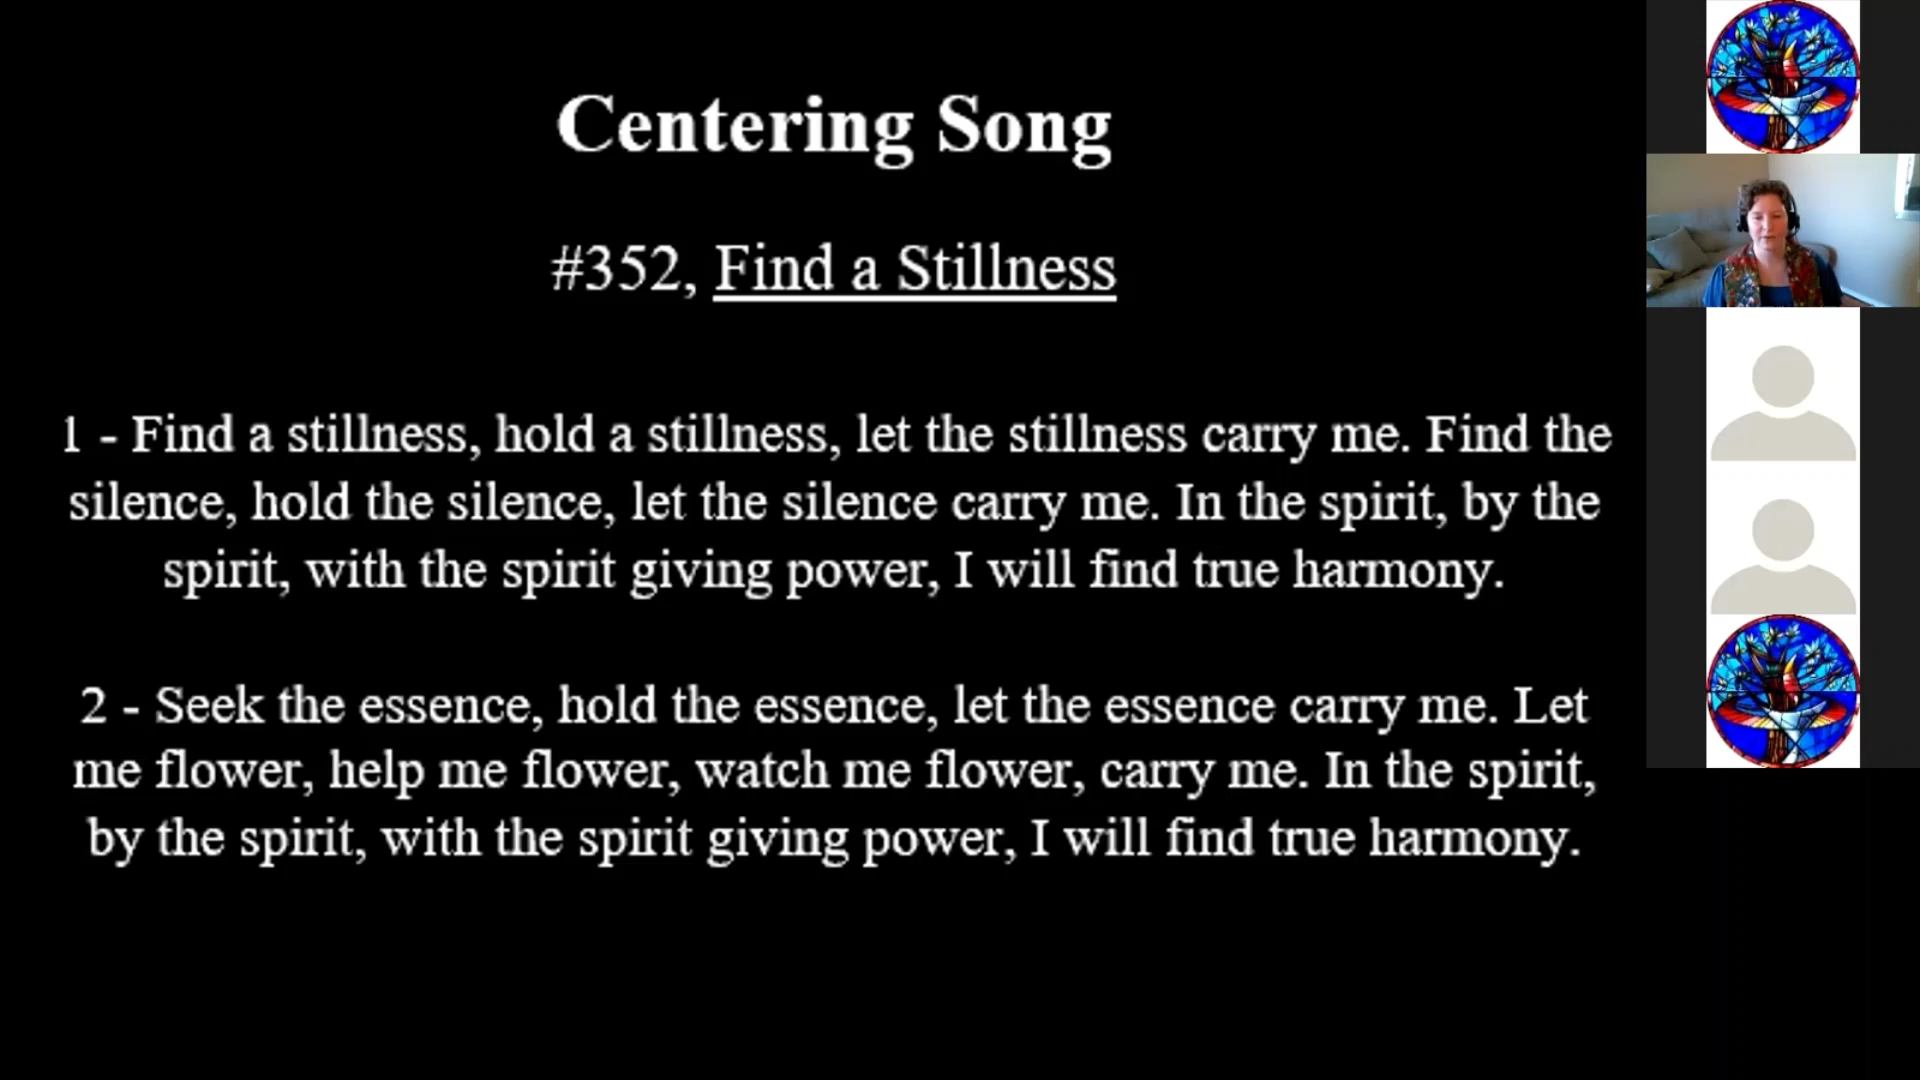 Centering Song
#352, Find a Stillness
1 - Find a stillness, hold a stillness, let the stillness carry me. Find the
silence, hold the silence, let the silence carry me. In the spirit, by the
spirit, with the spirit giving power, I will find true harmony.
2 - Seek the essence, hold the essence, let the essence carry me. Let
me flower, help me flower, watch me flower, carry me. In the spirit,
by the spirit, with the spirit giving power, I will find true harmony.